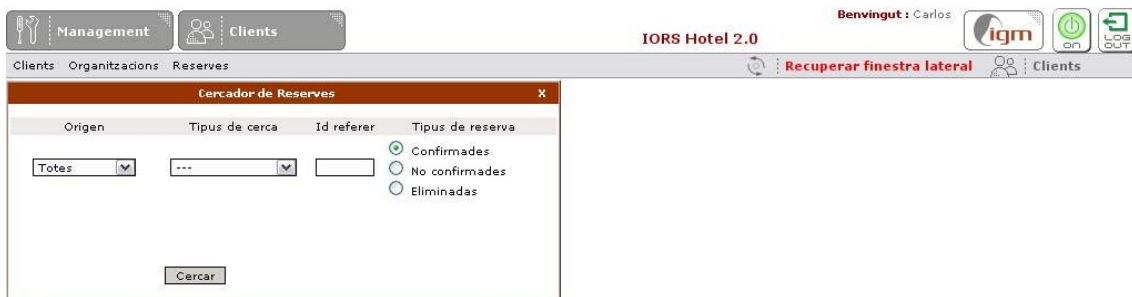 Management
Clients
IORS Hotel 2.0
Benvingut : Carlos
igm
on
LOG OUT
Clients Organitzacions Reserves
Recuperar finestra lateral
Clients
Cercador de Reserves X
Origen Tipus de cerca Id referer Tipus de reserva
Totes --- Confirmades
No confirmades
Eliminadas
Cercar